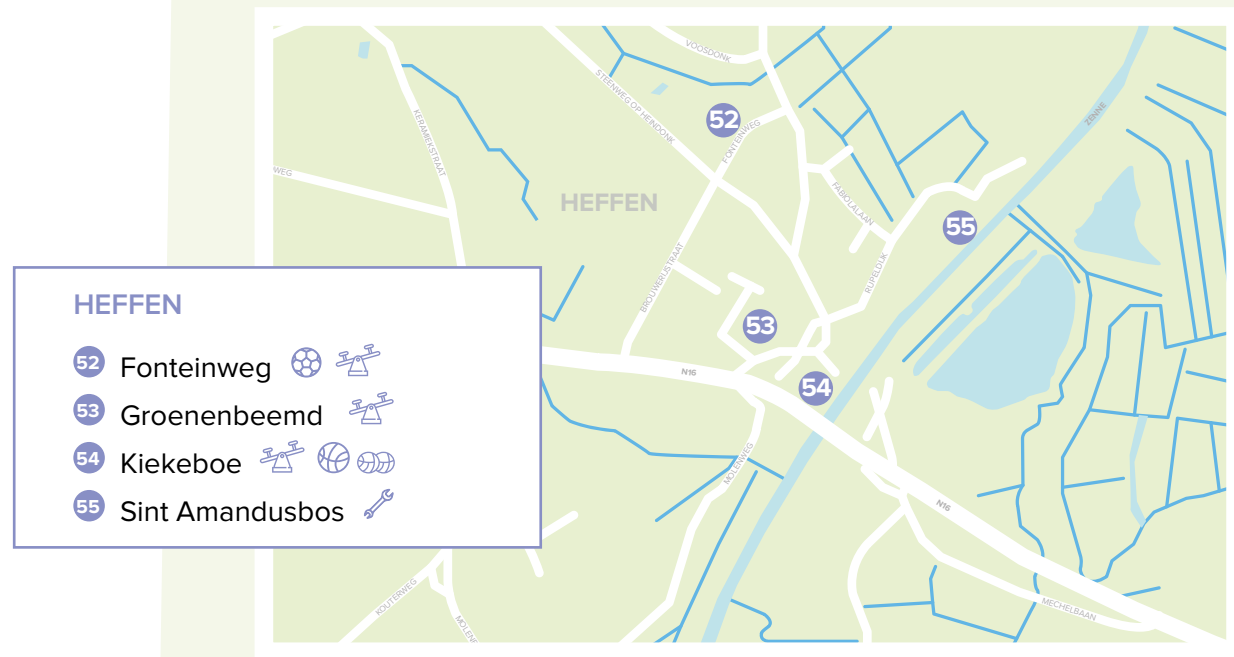 VOOSDONK
STEENWEG OP HEINDONK
KERAMIEKSTRAAT
ZENNE
52
FONTEINWEG
WEG
FABIOLALAAN
HEFFEN
55
BROUWERIJSTRAAT
RUPELDIJK
HEFFEN
52 Fonteinweg
53 Groenenbeemd
54 Kiekeboe
55 Sint Amandusbos
53
N16
54
MOLENWEG
N16
KOUTERWEG
MECHELBAAN